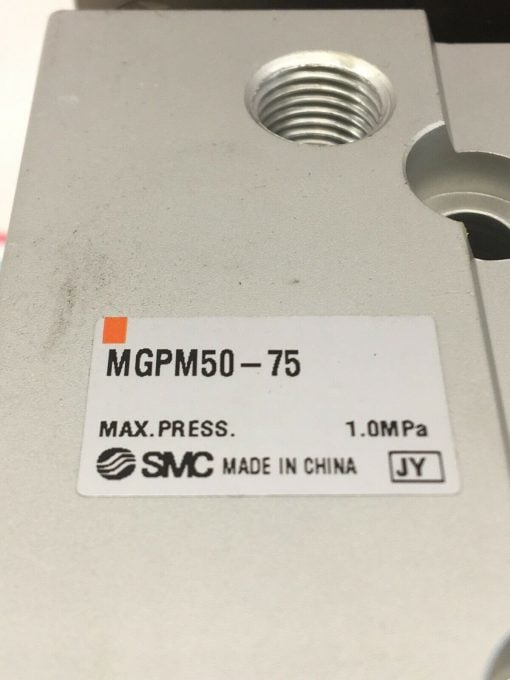 MGPM50-75
MAX.PRESS. 1.0MPa
SMC MADE IN CHINA JY